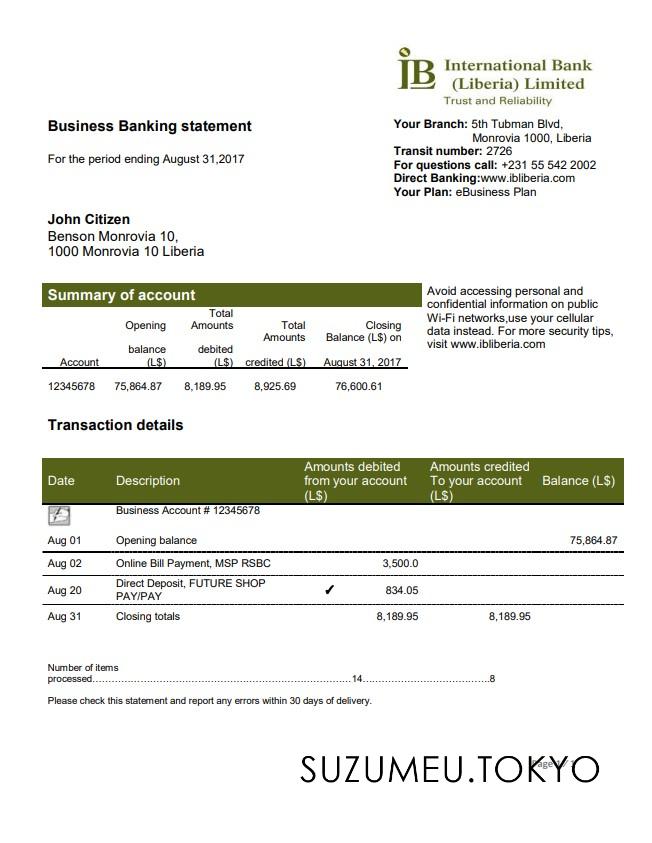 iB International Bank
(Liberia) Limited
Trust and Reliability
Business Banking statement
For the period ending August 31,2017
Your Branch: 5th Tubman Blvd,
Monrovia 1000, Liberia
Transit number: 2726
For questions call: +231 55 542 2002
Direct Banking:www.ibliberia.com
Your Plan: eBusiness Plan
John Citizen
Benson Monrovia 10,
1000 Monrovia 10 Liberia
Summary of account
Avoid accessing personal and
confidential information on public
Wi-Fi networks,use your cellular
data instead. For more security tips,
visit www.ibliberia.com
Account Opening balance (L$) Total Amounts debited (L$) Total Amounts credited (L$) Closing Balance (L$) on August 31, 2017
12345678 75,864.87 8,189.95 8,925.69 76,600.61
Transaction details
Date Description Amounts debited from your account (L$) Amounts credited To your account (L$) Balance (L$)
Business Account # 12345678
Aug 01 Opening balance 75,864.87
Aug 02 Online Bill Payment, MSP RSBC 3,500.0
Aug 20 Direct Deposit, FUTURE SHOP PAY/PAY ✓ 834.05
Aug 31 Closing totals 8,189.95 8,189.95
Number of items
processed.......................14.......................8
Please check this statement and report any errors within 30 days of delivery.
SUZUMEU.TOKYO